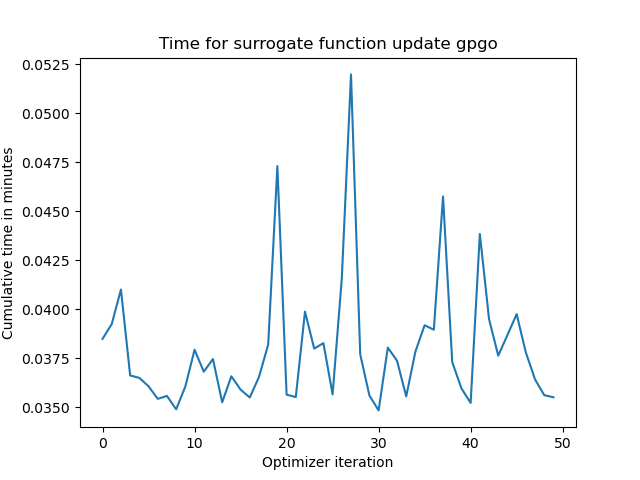 Time for surrogate function update gpgo
Cumulative time in minutes
0.0525
0.0500
0.0475
0.0450
0.0425
0.0400
0.0375
0.0350
0 10 20 30 40 50
Optimizer iteration